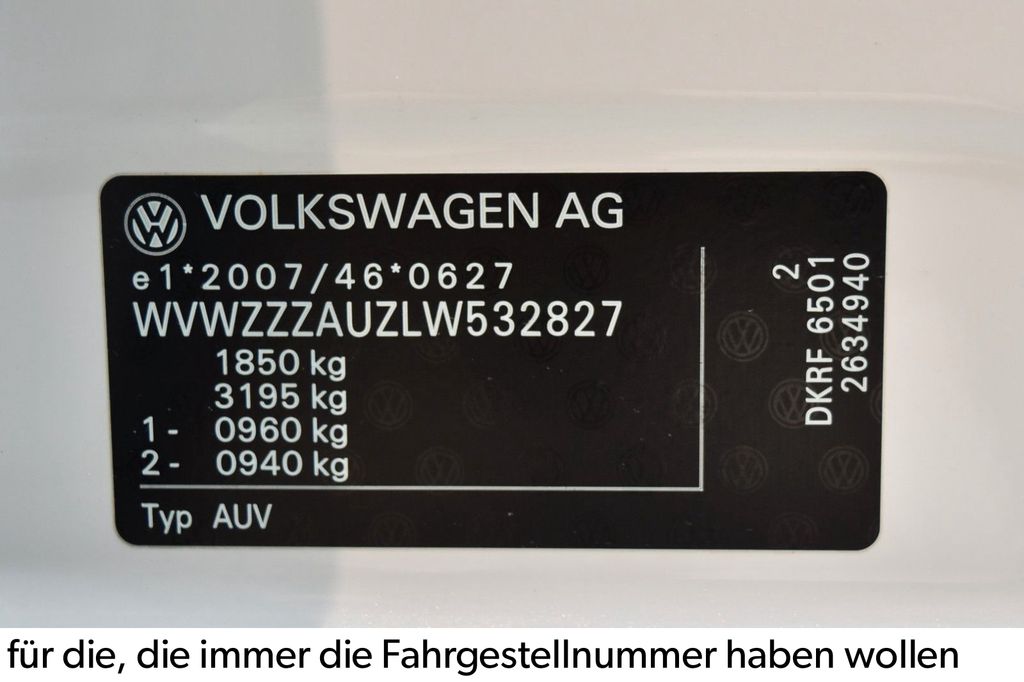 VOLKSWAGEN AG
e1*2007/46*0627
WVWZZZAUZLW532827
1850 kg
3195 kg
1- 0960 kg
2- 0940 kg
Typ AUV
2
DKRF 6501
2634940
für die, die immer die Fahrgestellnummer haben wollen